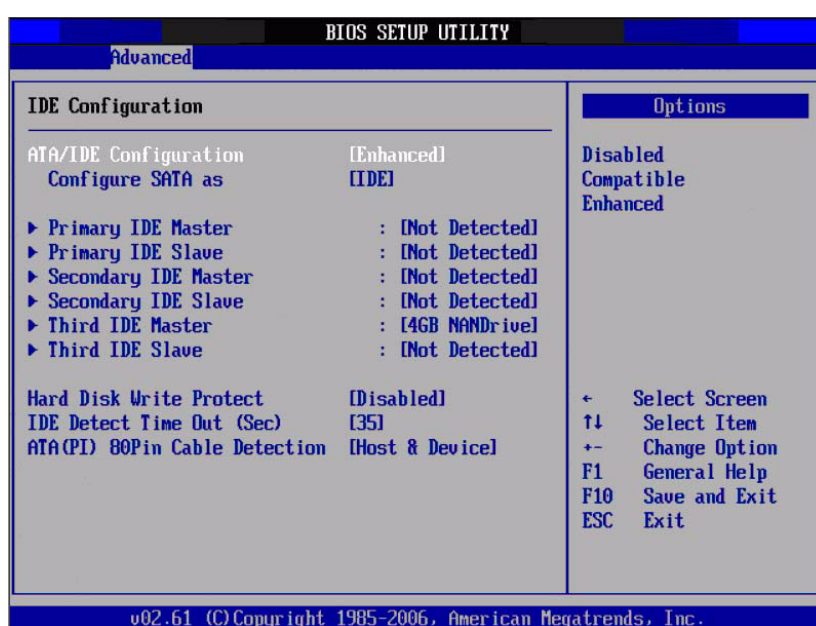 BIOS SETUP UTILITY
Advanced
IDE Configuration
ATA/IDE Configuration [Enhanced]
Configure SATA as [IDE]
▶ Primary IDE Master : [Not Detected]
▶ Primary IDE Slave : [Not Detected]
▶ Secondary IDE Master : [Not Detected]
▶ Secondary IDE Slave : [Not Detected]
▶ Third IDE Master : [4GB NANDrive]
▶ Third IDE Slave : [Not Detected]
Hard Disk Write Protect [Disabled]
IDE Detect Time Out (Sec) [35]
ATA(PI) 80Pin Cable Detection [Host & Device]
Options
Disabled
Compatible
Enhanced
← Select Screen
↑↓ Select Item
+- Change Option
F1 General Help
F10 Save and Exit
ESC Exit
v02.61 (C)Copyright 1985-2006, American Megatrends, Inc.